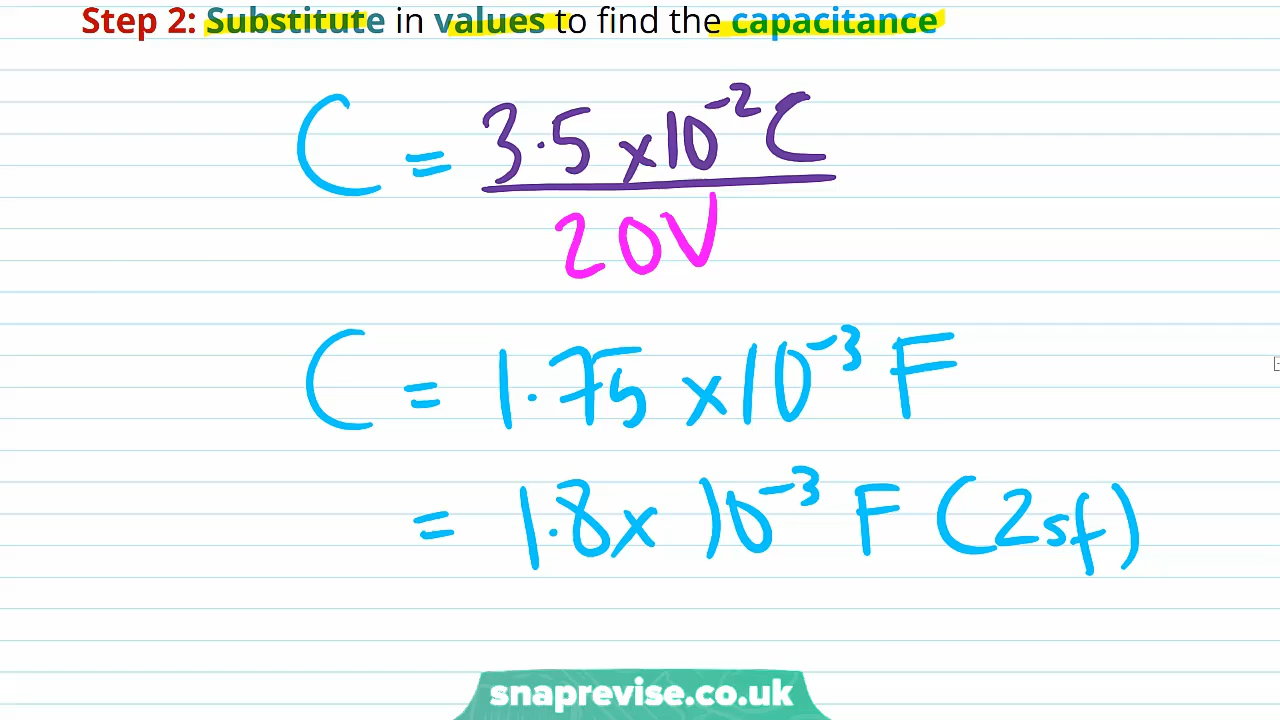 Step 2: Substitute in values to find the capacitance
C = 3.5 x10⁻² C
20V
C = 1.75 x10⁻³ F
= 1.8x 10⁻³ F (2sf)
snaprevise.co.uk